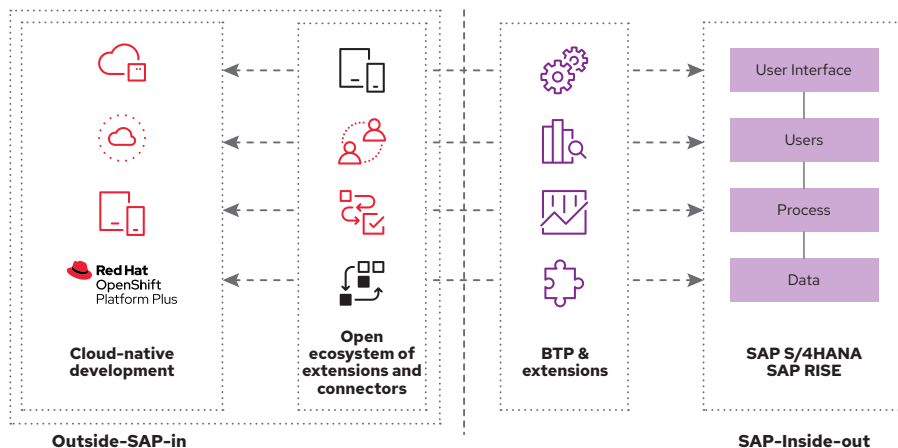 Red Hat
OpenShift
Platform Plus
Cloud-native
development
Open
ecosystem of
extensions and
connectors
BTP &
extensions
User Interface
Users
Process
Data
SAP S/4HANA
SAP RISE
Outside-SAP-in
SAP-Inside-out